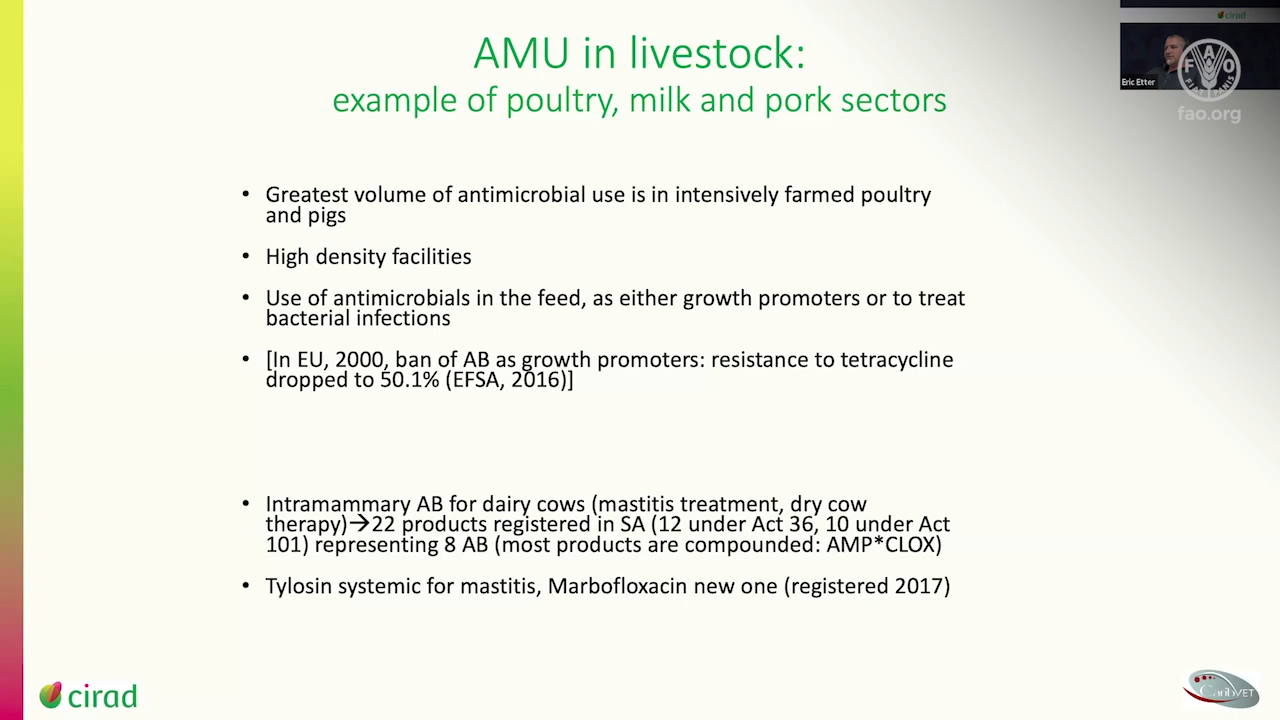 AMU in livestock:
example of poultry, milk and pork sectors
cirad
Eric Etter
FAO
FIAT PANIS
fao.org
• Greatest volume of antimicrobial use is in intensively farmed poultry
and pigs
• High density facilities
• Use of antimicrobials in the feed, as either growth promoters or to treat
bacterial infections
• [In EU, 2000, ban of AB as growth promoters: resistance to tetracycline
dropped to 50.1% (EFSA, 2016)]
• Intramammary AB for dairy cows (mastitis treatment, dry cow
therapy)→22 products registered in SA (12 under Act 36, 10 under Act
101) representing 8 AB (most products are compounded: AMP*CLOX)
• Tylosin systemic for mastitis, Marbofloxacin new one (registered 2017)
cirad
CaribVET